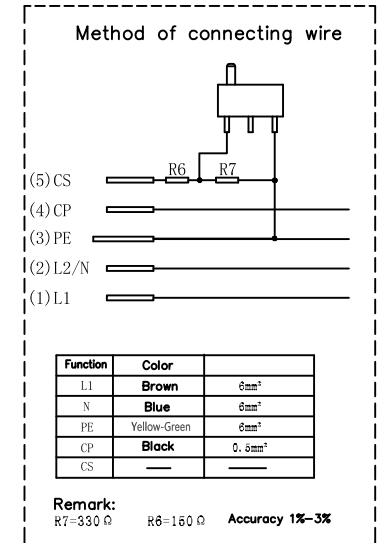 Method of connecting wire
R6 R7
(5)CS
(4)CP
(3)PE
(2)L2/N
(1)L1
Function Color
L1 Brown 6mm²
N Blue 6mm²
PE Yellow-Green 6mm²
CP Black 0.5mm²
CS — —
Remark:
R7=330Ω R6=150Ω Accuracy 1%-3%